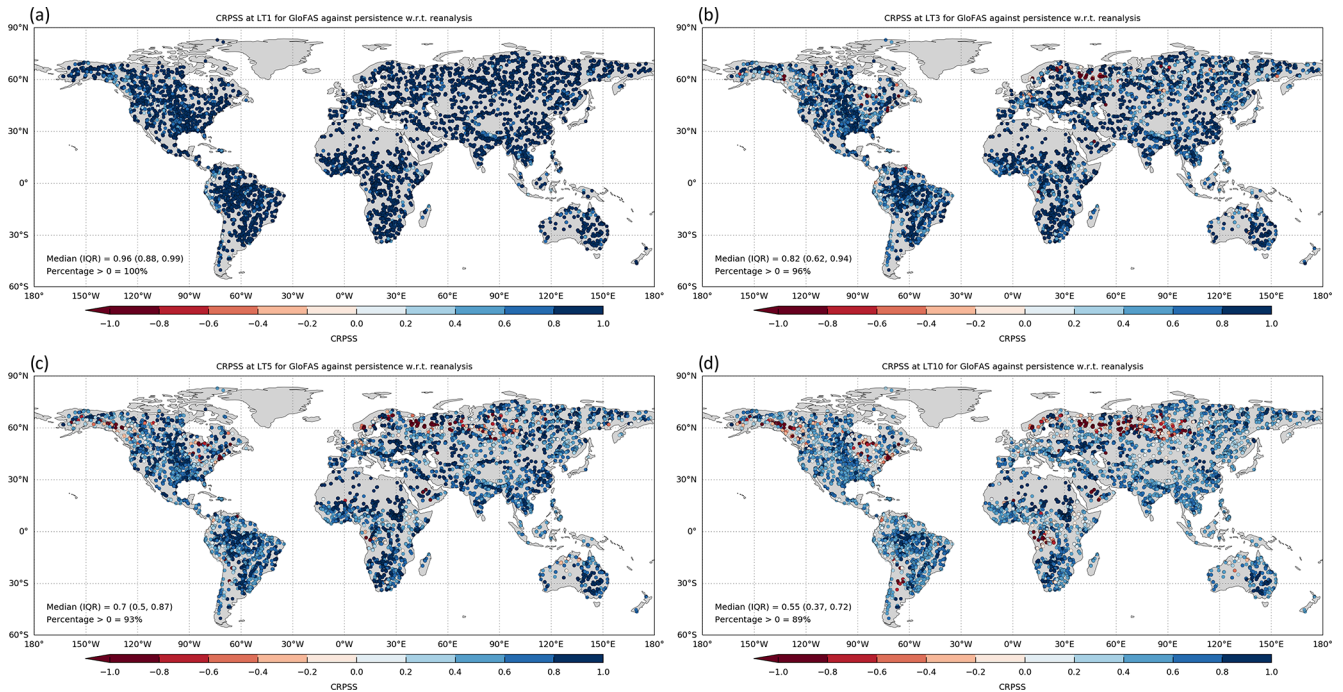 (a)
CRPSS at LT1 for GloFAS against persistence w.r.t. reanalysis
90°N
60°N
30°N
0°
30°S
60°S
Median (IQR) = 0.96 (0.88, 0.99)
Percentage > 0 = 100%
180° 150°W 120°W 90°W 60°W 30°W 0°W 30°E 60°E 90°E 120°E 150°E 180°
−1.0 −0.8 −0.6 −0.4 −0.2 0.0 0.2 0.4 0.6 0.8 1.0
CRPSS
(b)
CRPSS at LT3 for GloFAS against persistence w.r.t. reanalysis
90°N
60°N
30°N
0°
30°S
60°S
Median (IQR) = 0.82 (0.62, 0.94)
Percentage > 0 = 96%
180° 150°W 120°W 90°W 60°W 30°W 0°W 30°E 60°E 90°E 120°E 150°E 180°
−1.0 −0.8 −0.6 −0.4 −0.2 0.0 0.2 0.4 0.6 0.8 1.0
CRPSS
(c)
CRPSS at LT5 for GloFAS against persistence w.r.t. reanalysis
90°N
60°N
30°N
0°
30°S
60°S
Median (IQR) = 0.7 (0.5, 0.87)
Percentage > 0 = 93%
180° 150°W 120°W 90°W 60°W 30°W 0°W 30°E 60°E 90°E 120°E 150°E 180°
−1.0 −0.8 −0.6 −0.4 −0.2 0.0 0.2 0.4 0.6 0.8 1.0
CRPSS
(d)
CRPSS at LT10 for GloFAS against persistence w.r.t. reanalysis
90°N
60°N
30°N
0°
30°S
60°S
Median (IQR) = 0.55 (0.37, 0.72)
Percentage > 0 = 89%
180° 150°W 120°W 90°W 60°W 30°W 0°W 30°E 60°E 90°E 120°E 150°E 180°
−1.0 −0.8 −0.6 −0.4 −0.2 0.0 0.2 0.4 0.6 0.8 1.0
CRPSS